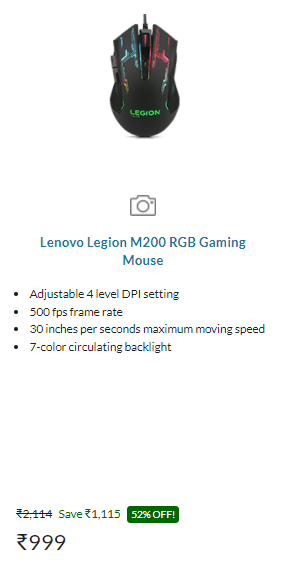 LEGION
Lenovo Legion M200 RGB Gaming
Mouse
• Adjustable 4 level DPI setting
• 500 fps frame rate
• 30 inches per seconds maximum moving speed
• 7-color circulating backlight
₹2,114 Save ₹1,115 52% OFF!
₹999